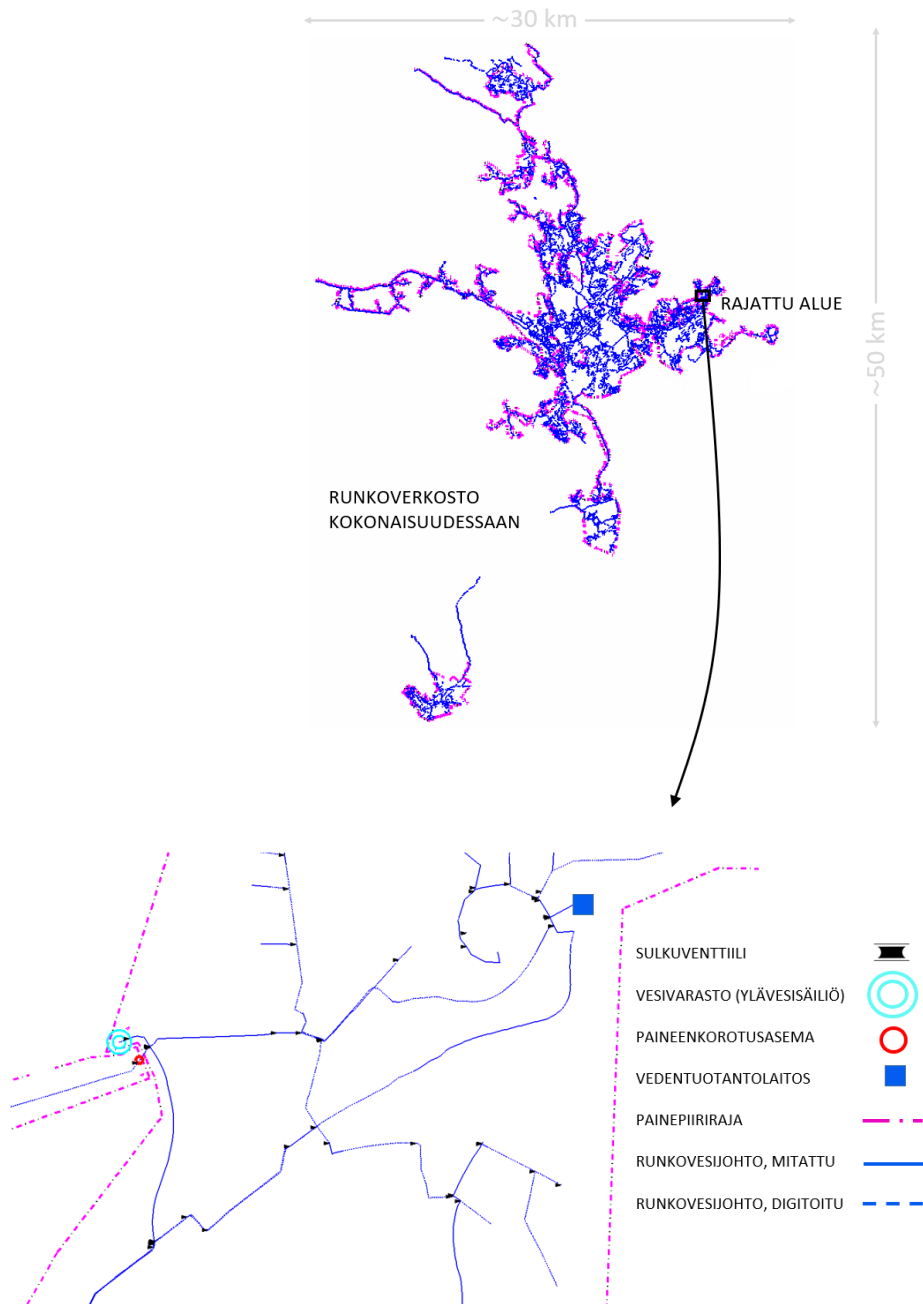 ~30 km
RAJATTU ALUE
~50 km
RUNKOVERKOSTO
KOKONAISUUDESSAAN
SULKUVENTTIILI
VESIVARASTO (YLÄVESISÄILIÖ)
PAINEENKOROTUSASEMA
VEDENTUOTANTOLAITOS
PAINEPIIRIRAJA
RUNKOVESIJOHTO, MITATTU
RUNKOVESIJOHTO, DIGITOITU